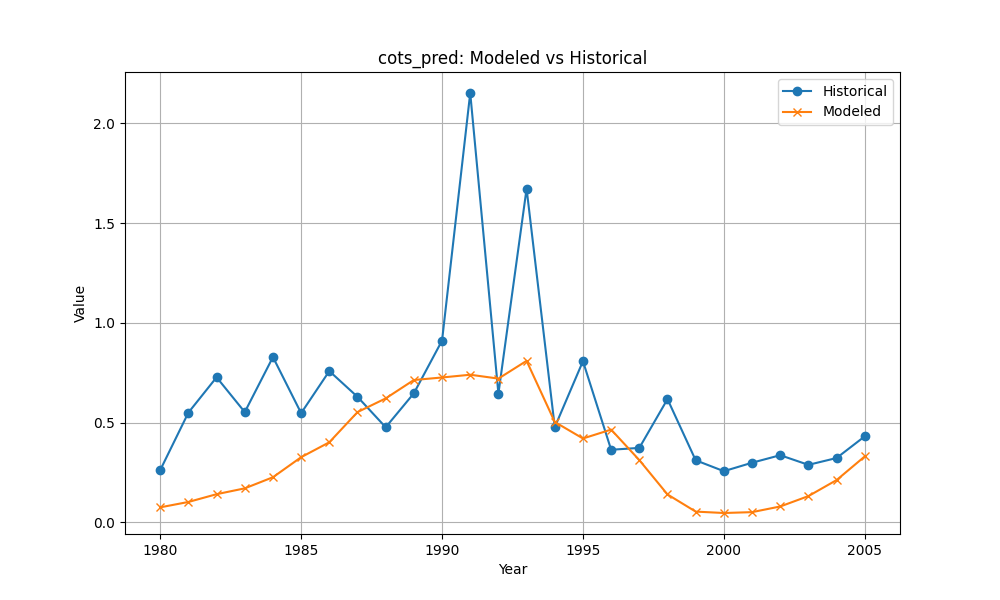 cots_pred: Modeled vs Historical
Historical
Modeled
Value
2.0
1.5
1.0
0.5
0.0
1980 1985 1990 1995 2000 2005
Year